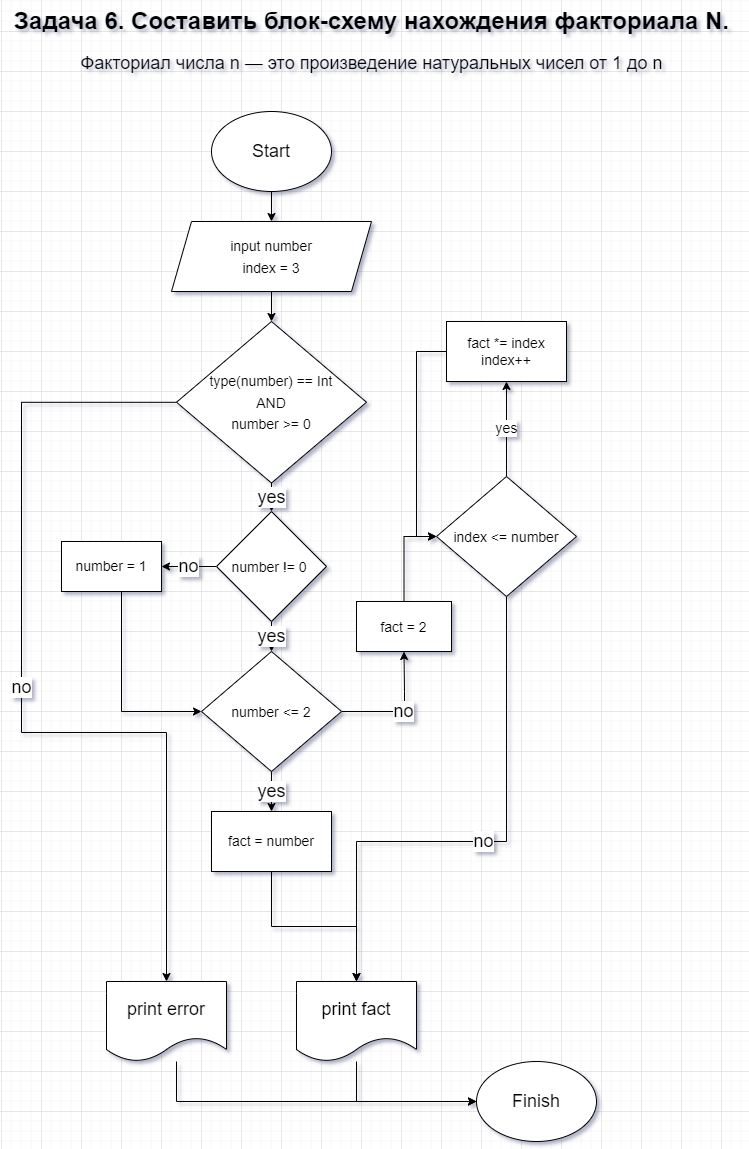 Задача 6. Составить блок-схему нахождения факториала N.
Факториал числа n — это произведение натуральных чисел от 1 до n
Start
input number
index = 3
type(number) == Int
AND
number >= 0
fact *= index
index++
yes
yes
index <= number
number = 1
no
number != 0
yes
fact = 2
no
number <= 2
no
yes
fact = number
no
print error
print fact
Finish